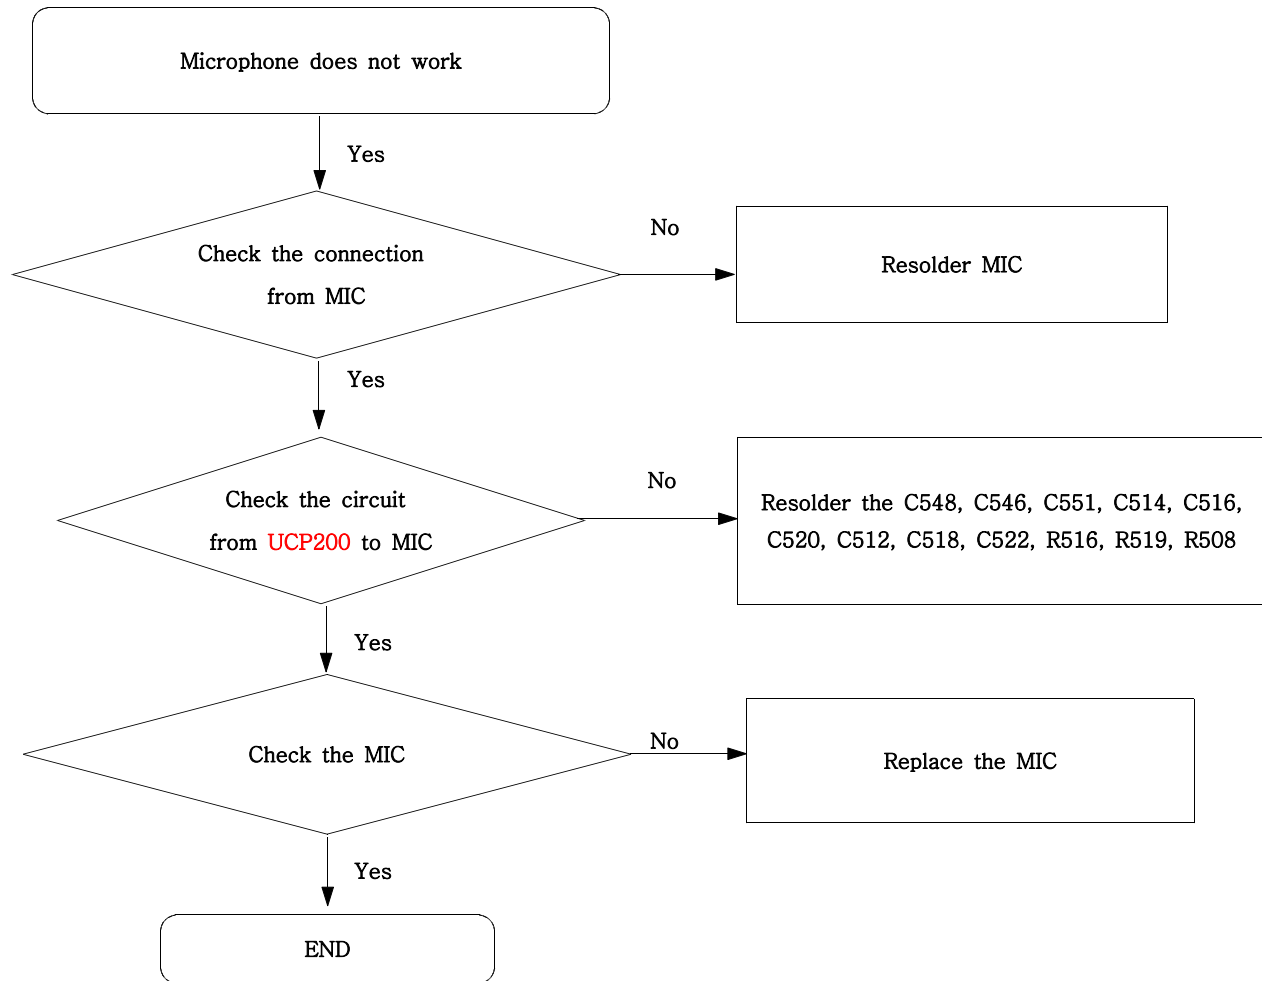 Microphone does not work
Yes
Check the connection
from MIC
No
Resolder MIC
Yes
Check the circuit
from UCP200 to MIC
No
Resolder the C548, C546, C551, C514, C516,
C520, C512, C518, C522, R516, R519, R508
Yes
Check the MIC
No
Replace the MIC
Yes
END